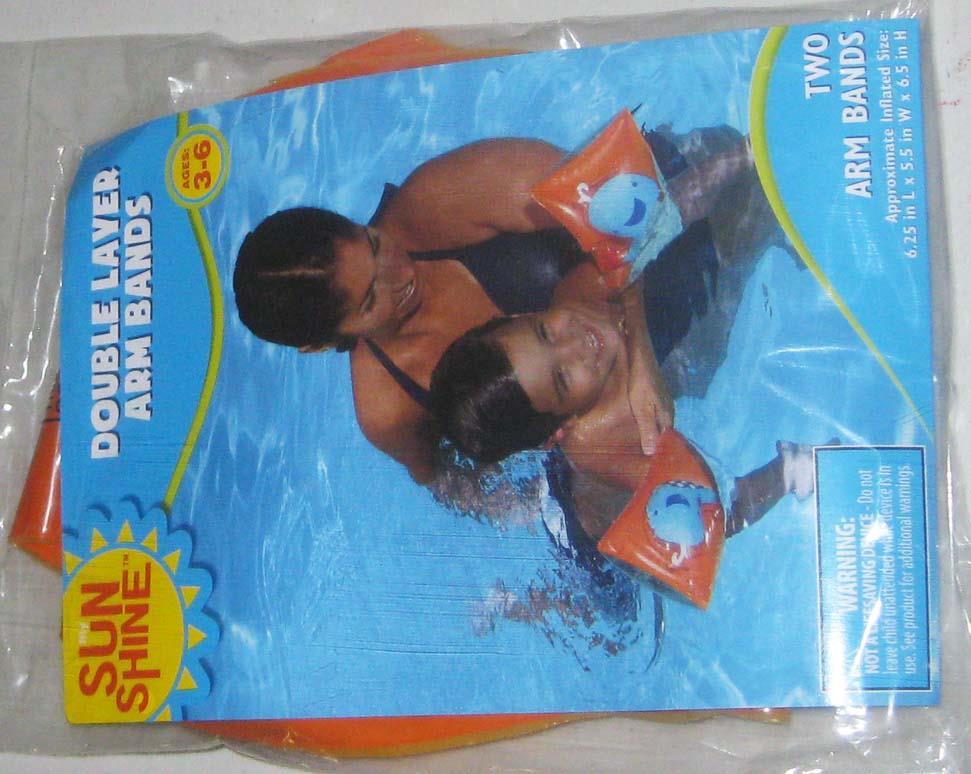 my
SUN
SHINE™
DOUBLE LAYER
ARM BANDS
AGES:
3-6
WARNING:
NOT A LIFESAVING DEVICE - Do not
leave child unattended while device is in
use. See product for additional warnings.
TWO
ARM BANDS
Approximate Inflated Size:
6.25 in L x 5.5 in W x 6.5 in H